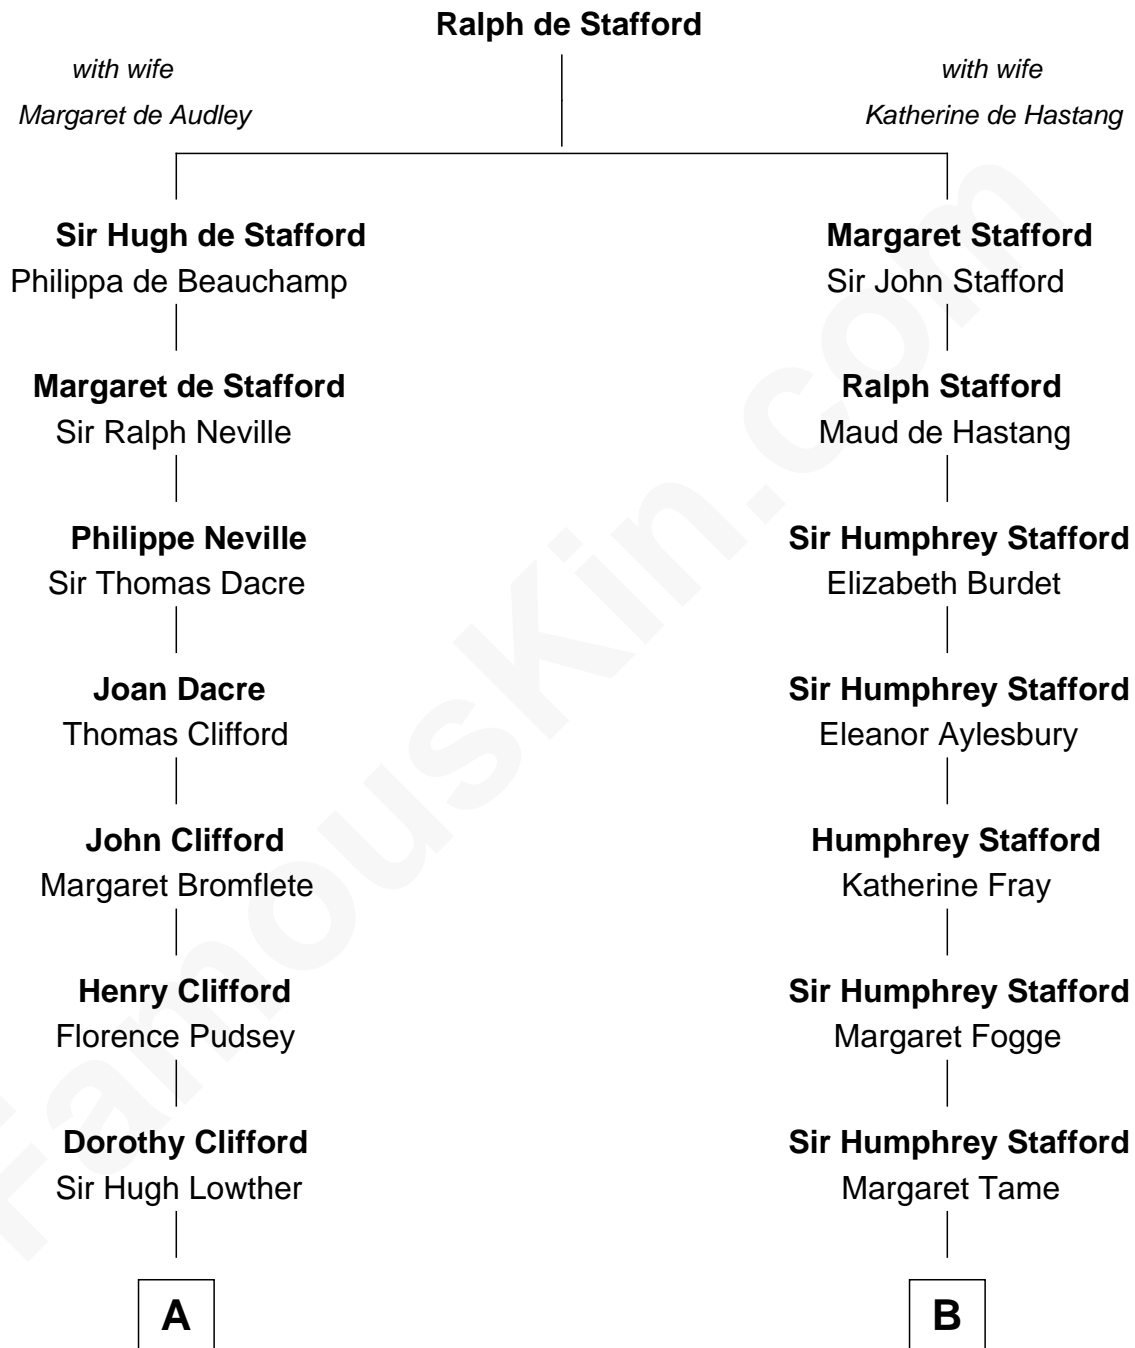 Ralph de Stafford
with wife
Margaret de Audley
with wife
Katherine de Hastang
Sir Hugh de Stafford
Philippa de Beauchamp
Margaret Stafford
Sir John Stafford
Margaret de Stafford
Sir Ralph Neville
Ralph Stafford
Maud de Hastang
Philippe Neville
Sir Thomas Dacre
Sir Humphrey Stafford
Elizabeth Burdet
Joan Dacre
Thomas Clifford
Sir Humphrey Stafford
Eleanor Aylesbury
John Clifford
Margaret Bromflete
Humphrey Stafford
Katherine Fray
Henry Clifford
Florence Pudsey
Sir Humphrey Stafford
Margaret Fogge
Dorothy Clifford
Sir Hugh Lowther
Sir Humphrey Stafford
Margaret Tame
A
B
FamousKin.com